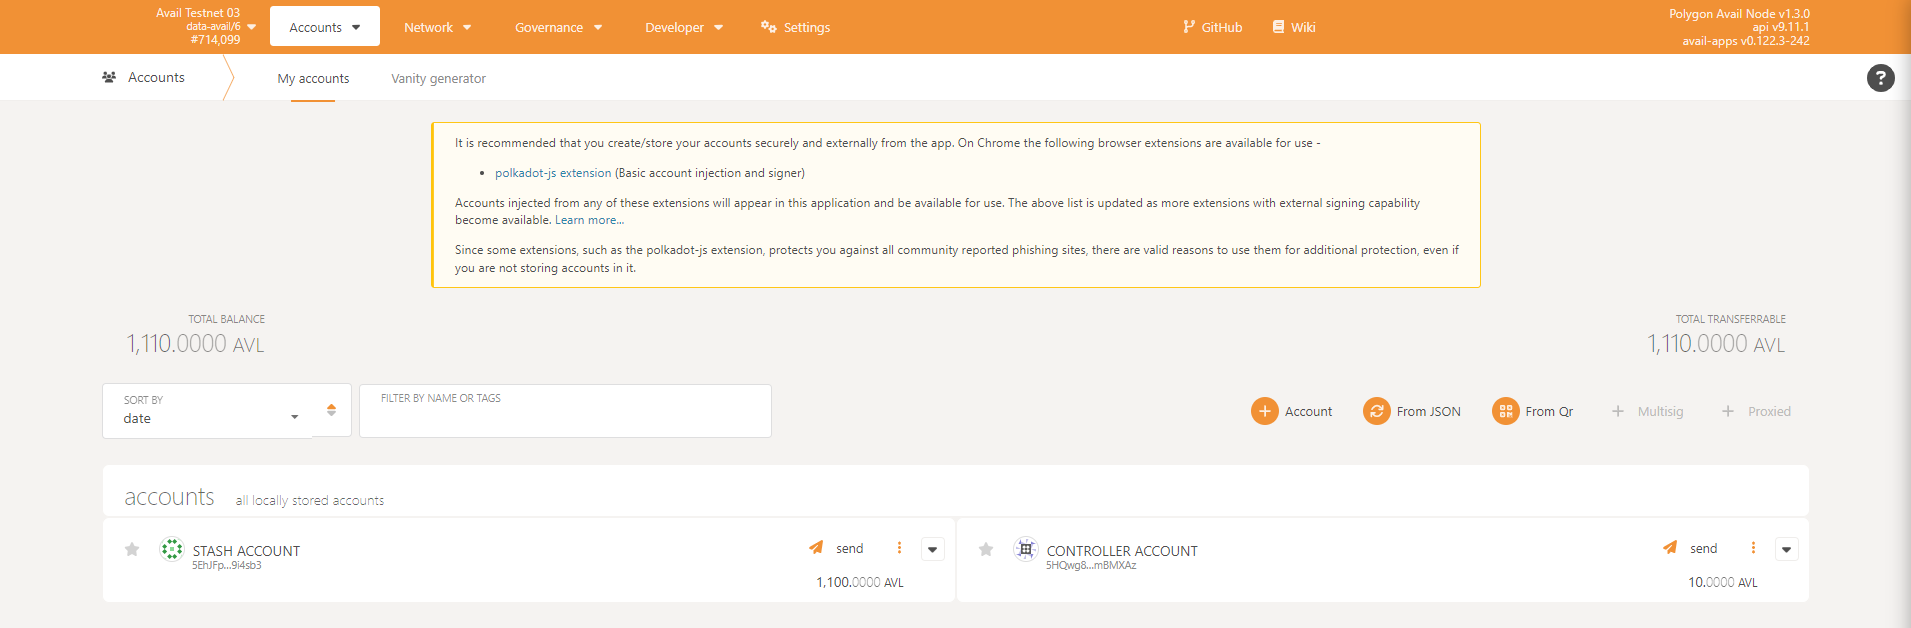 Avail Testnet 03
data-avail/6
#714,099
Accounts
Network
Governance
Developer
Settings
GitHub
Wiki
Polygon Avail Node v1.3.0
api v9.11.1
avail-apps v0.122.3-242
Accounts
My accounts
Vanity generator
?
It is recommended that you create/store your accounts securely and externally from the app. On Chrome the following browser extensions are available for use -
• polkadot-js extension (Basic account injection and signer)
Accounts injected from any of these extensions will appear in this application and be available for use. The above list is updated as more extensions with external signing capability
become available. Learn more...
Since some extensions, such as the polkadot-js extension, protects you against all community reported phishing sites, there are valid reasons to use them for additional protection, even if
you are not storing accounts in it.
TOTAL BALANCE
1,110.0000 AVL
TOTAL TRANSFERRABLE
1,110.0000 AVL
SORT BY
date
FILTER BY NAME OR TAGS
Account
From JSON
From Qr
Multisig
Proxied
accounts all locally stored accounts
STASH ACCOUNT
5EhJFp...9i4sb3
send
1,100.0000 AVL
CONTROLLER ACCOUNT
5HQwg8...mBMXAz
send
10.0000 AVL